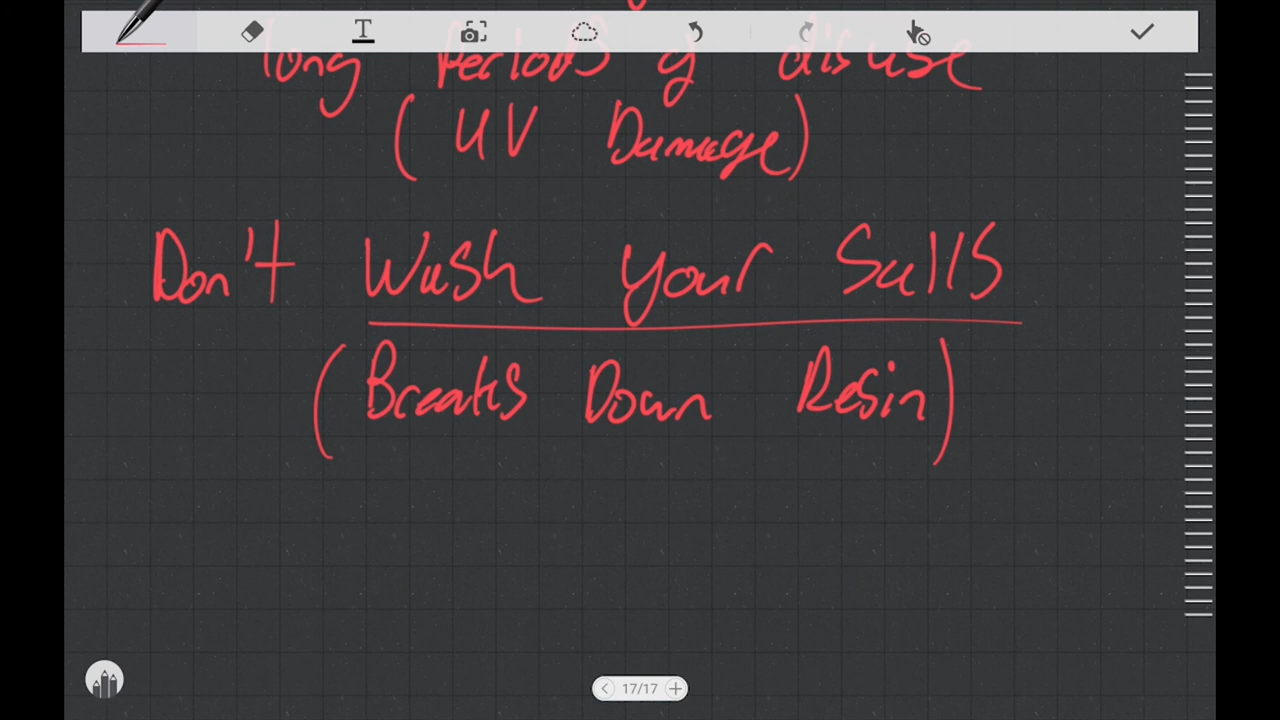 T
long Periods of disuse
(UV Damage)
Don't Wash your Sails
(Breaks Down Resin)
17/17